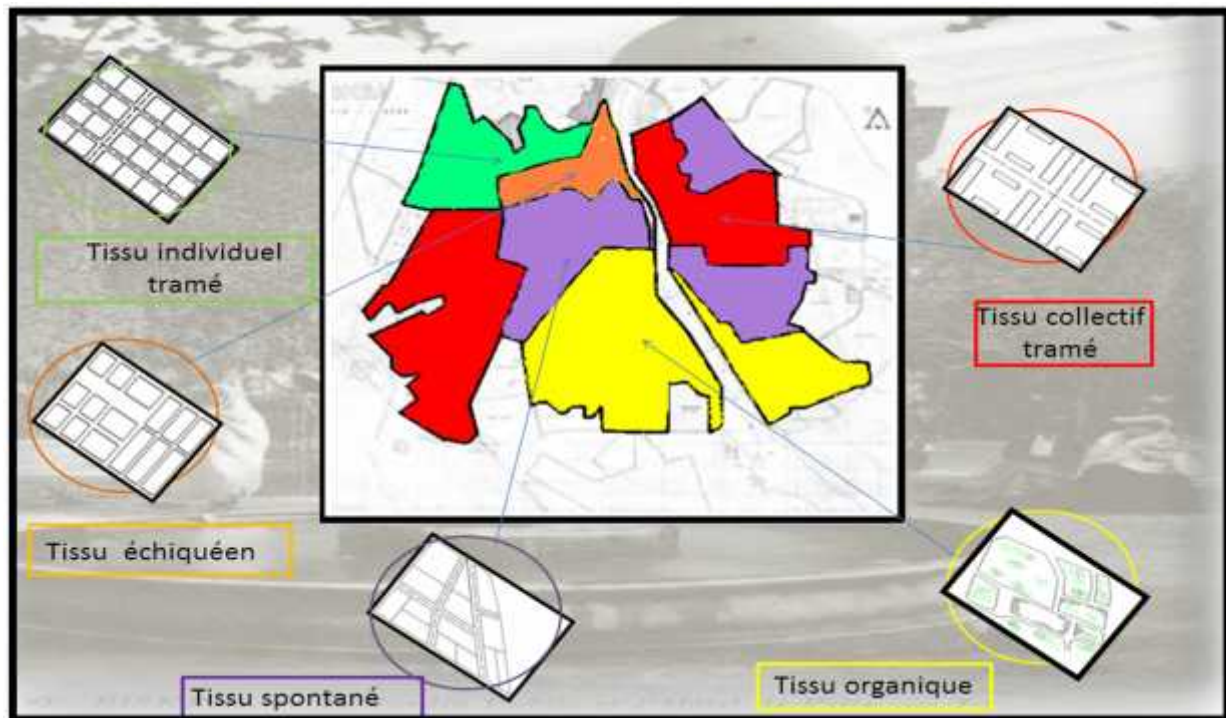 Tissu individuel
tramé
Tissu collectif
tramé
Tissu échiquéen
Tissu spontané
Tissu organique